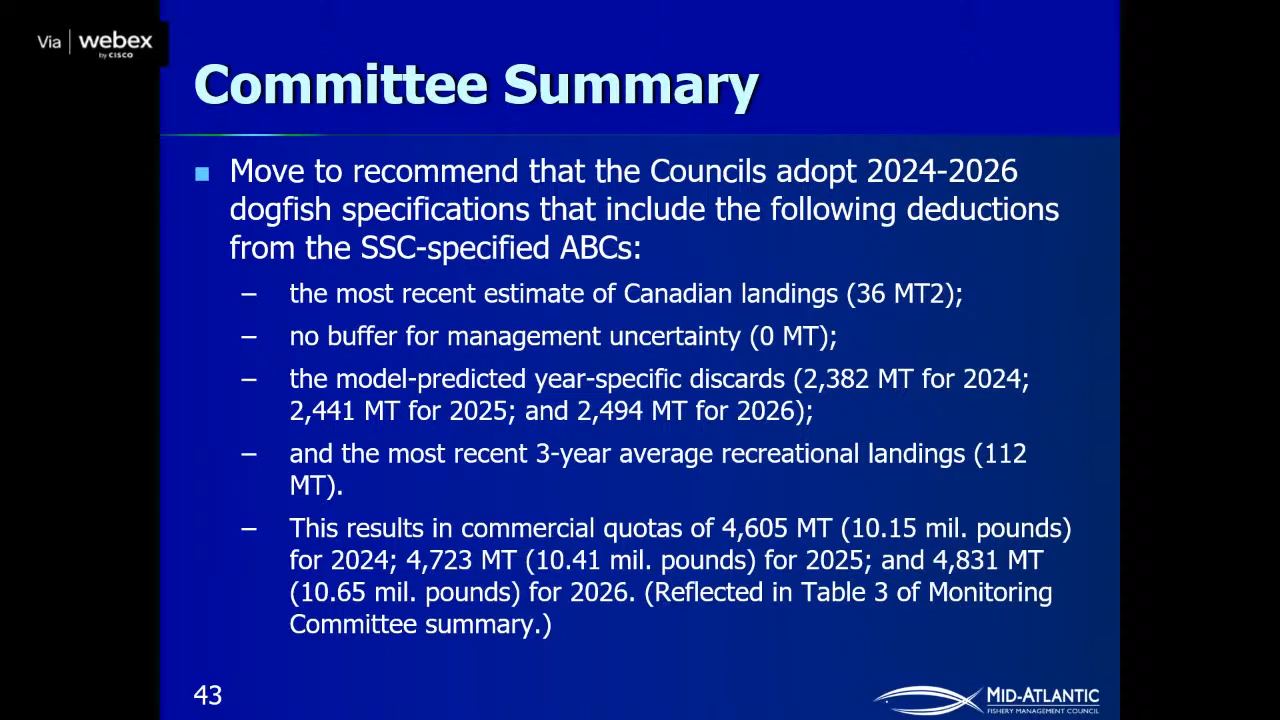 Via | webex
by CISCO
Committee Summary
Move to recommend that the Councils adopt 2024-2026
dogfish specifications that include the following deductions
from the SSC-specified ABCs:
– the most recent estimate of Canadian landings (36 MT2);
– no buffer for management uncertainty (0 MT);
– the model-predicted year-specific discards (2,382 MT for 2024;
2,441 MT for 2025; and 2,494 MT for 2026);
– and the most recent 3-year average recreational landings (112
MT).
– This results in commercial quotas of 4,605 MT (10.15 mil. pounds)
for 2024; 4,723 MT (10.41 mil. pounds) for 2025; and 4,831 MT
(10.65 mil. pounds) for 2026. (Reflected in Table 3 of Monitoring
Committee summary.)
43
MID-ATLANTIC
FISHERY MANAGEMENT COUNCIL